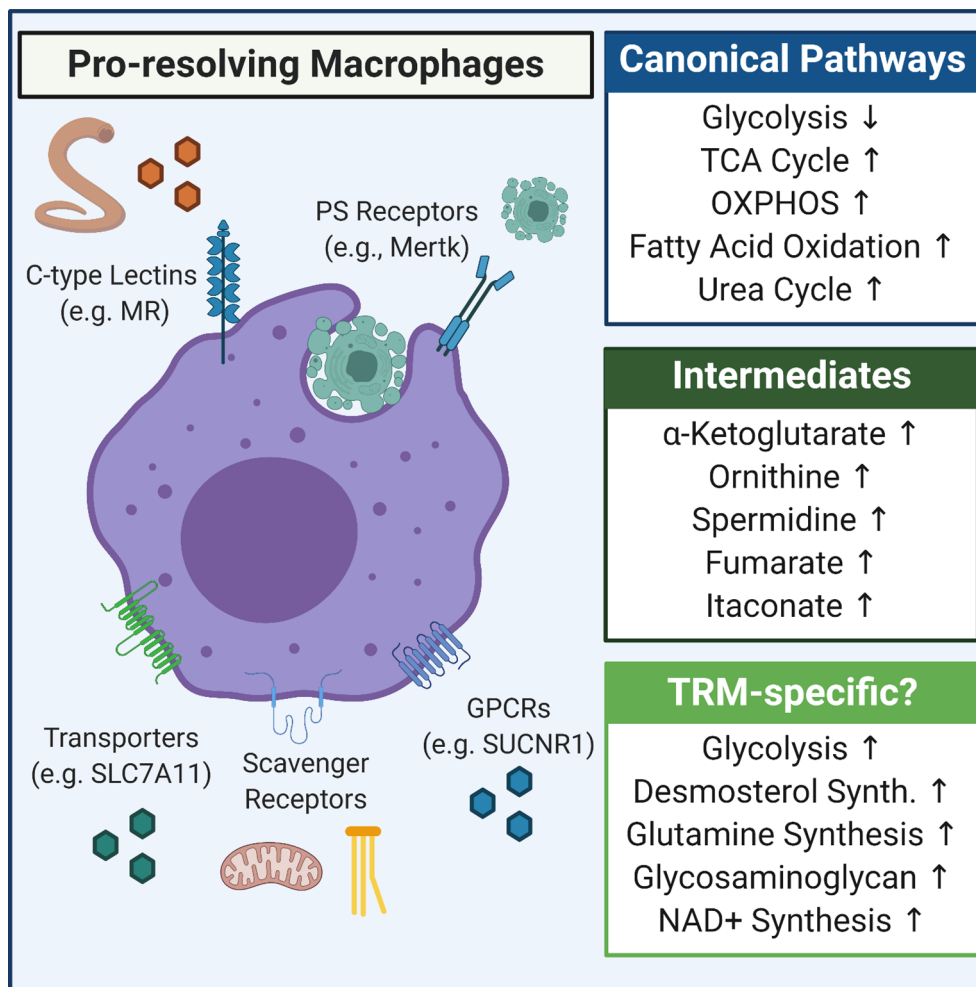 Pro-resolving Macrophages
C-type Lectins
(e.g. MR)
PS Receptors
(e.g., Mertk)
Transporters
(e.g. SLC7A11)
Scavenger
Receptors
GPCRs
(e.g. SUCNR1)
Canonical Pathways
Glycolysis ↓
TCA Cycle ↑
OXPHOS ↑
Fatty Acid Oxidation ↑
Urea Cycle ↑
Intermediates
α-Ketoglutarate ↑
Ornithine ↑
Spermidine ↑
Fumarate ↑
Itaconate ↑
TRM-specific?
Glycolysis ↑
Desmosterol Synth. ↑
Glutamine Synthesis ↑
Glycosaminoglycan ↑
NAD+ Synthesis ↑